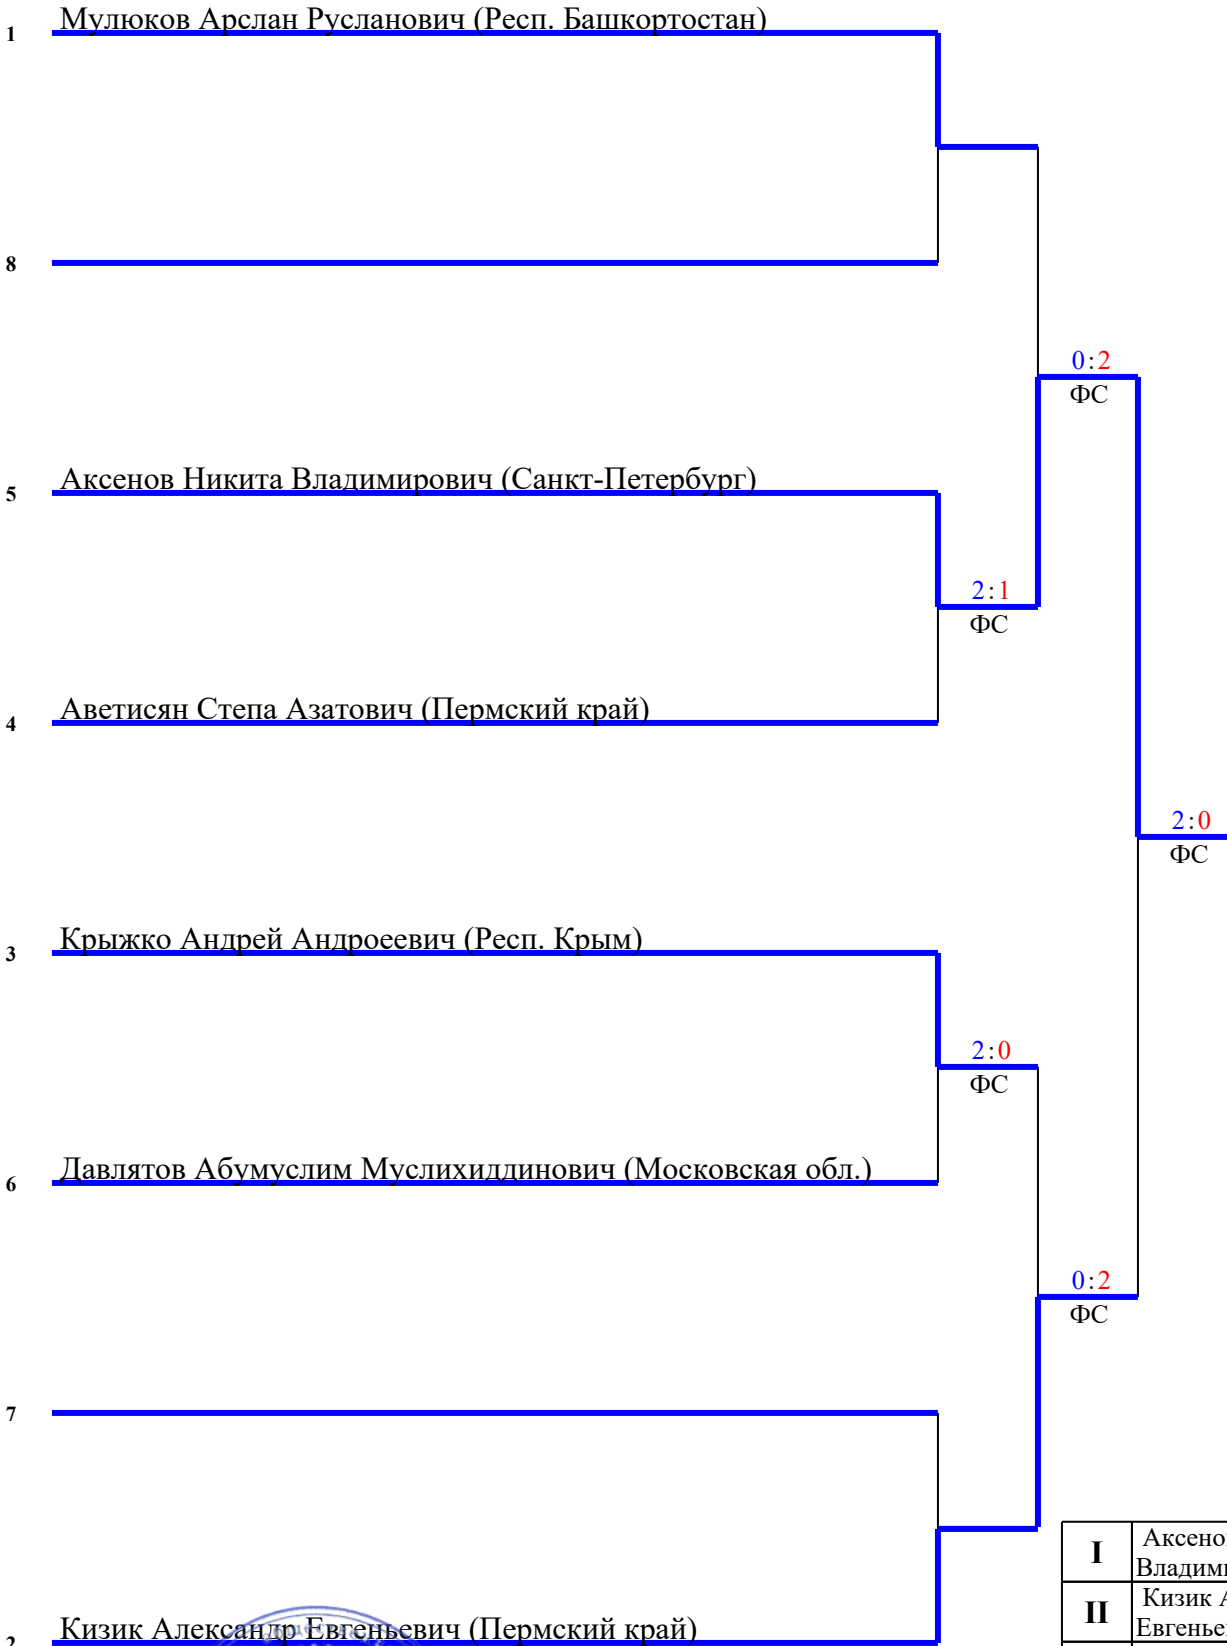 1 Мулюков Арслан Русланович (Респ. Башкортостан)
8
0:2
ФС
5 Аксенов Никита Владимирович (Санкт-Петербург)
2:1
ФС
4 Аветисян Степа Азатович (Пермский край)
2:0
ФС
3 Крыжко Андрей Андроеевич (Респ. Крым)
2:0
ФС
6 Давлятов Абумуслим Муслихиддинович (Московская обл.)
0:2
ФС
7
I Аксено
Владим
II Кизик А
Евгенье
2 Кизик Александр Евгеньевич (Пермский край)